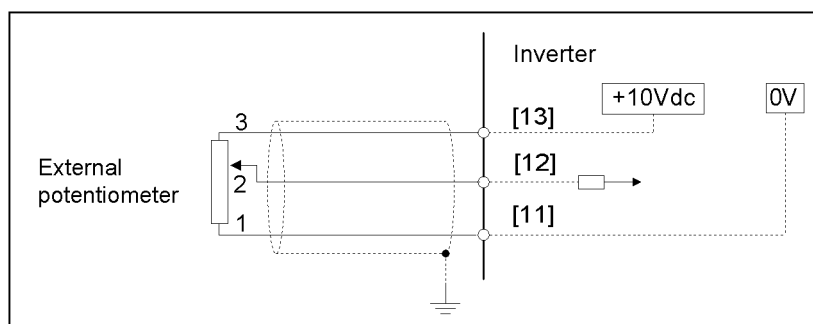 Inverter
+10Vdc
0V
3
[13]
External
potentiometer
2
[12]
1
[11]